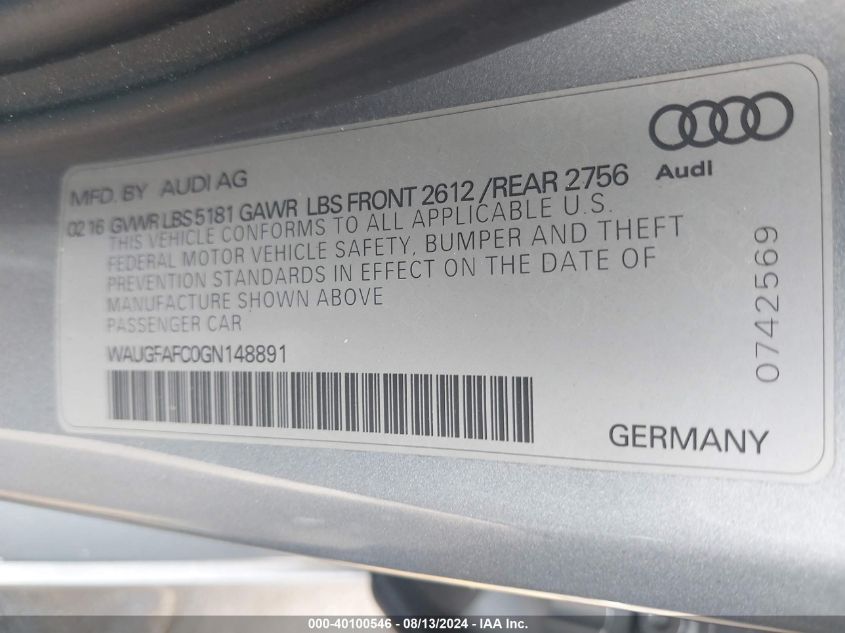 Audi
MFD. BY AUDI AG
02 16 GVWR LBS 5181 GAWR LBS FRONT 2612 / REAR 2756
THIS VEHICLE CONFORMS TO ALL APPLICABLE U.S.
FEDERAL MOTOR VEHICLE SAFETY, BUMPER AND THEFT
PREVENTION STANDARDS IN EFFECT ON THE DATE OF
MANUFACTURE SHOWN ABOVE
PASSENGER CAR
WAUGFAFC0GN148891
0742569
GERMANY
000-40100546 - 08/13/2024 - IAA Inc.